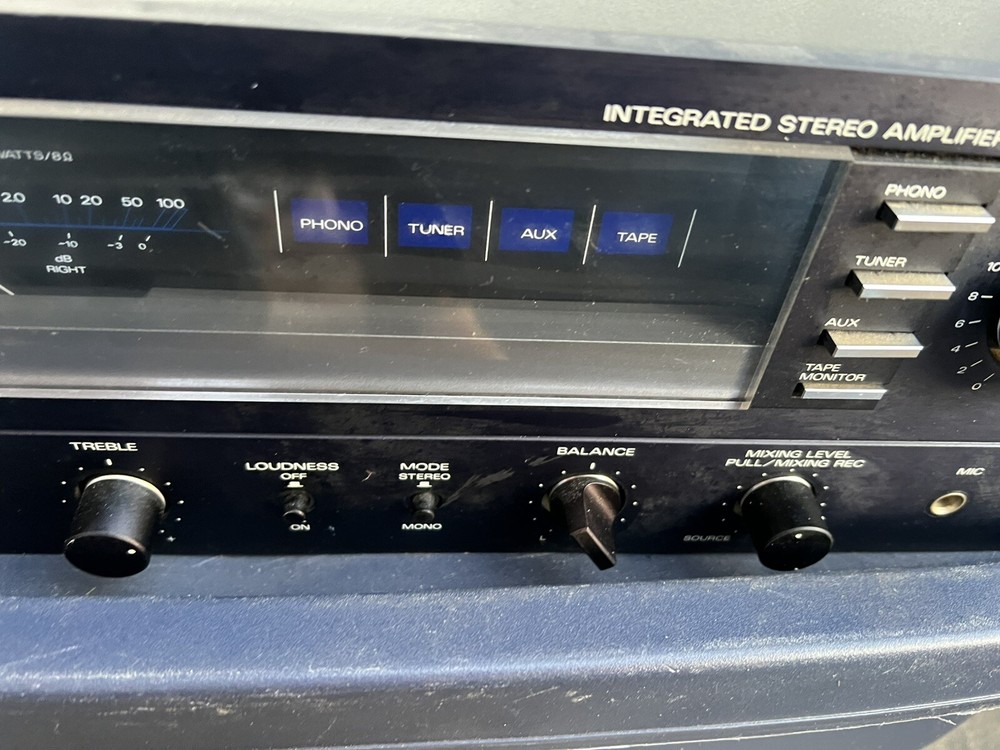 INTEGRATED STEREO AMPLIFIER
WATTS/8Ω
2.0 10 20 50 100
-20 -10 -3 0
dB
RIGHT
PHONO TUNER AUX TAPE
PHONO
TUNER
AUX
TAPE
MONITOR
10
8
6
4
2
0
TREBLE
LOUDNESS
OFF
ON
MODE
STEREO
MONO
BALANCE
L
MIXING LEVEL
PULL/MIXING REC
SOURCE
MIC